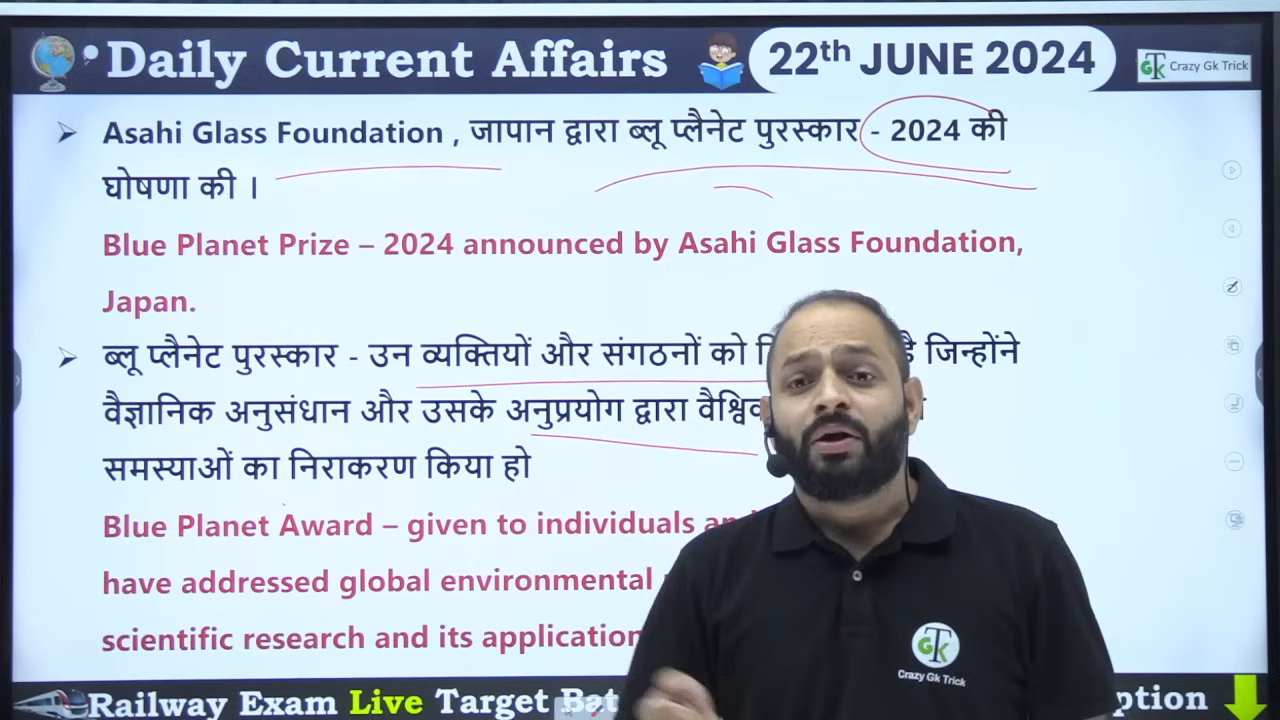 Daily Current Affairs
22th JUNE 2024
Crazy Gk Trick
Asahi Glass Foundation , जापान द्वारा ब्लू प्लैनेट पुरस्कार - 2024 की
घोषणा की ।
Blue Planet Prize – 2024 announced by Asahi Glass Foundation,
Japan.
ब्लू प्लैनेट पुरस्कार - उन व्यक्तियों और संगठनों को है जिन्होंने
वैज्ञानिक अनुसंधान और उसके अनुप्रयोग द्वारा
समस्याओं का निराकरण किया हो
Blue Planet Award – given to individuals
have addressed global environmental
scientific research and its application
GTK
Crazy Gk Trick
Railway Exam Live Target